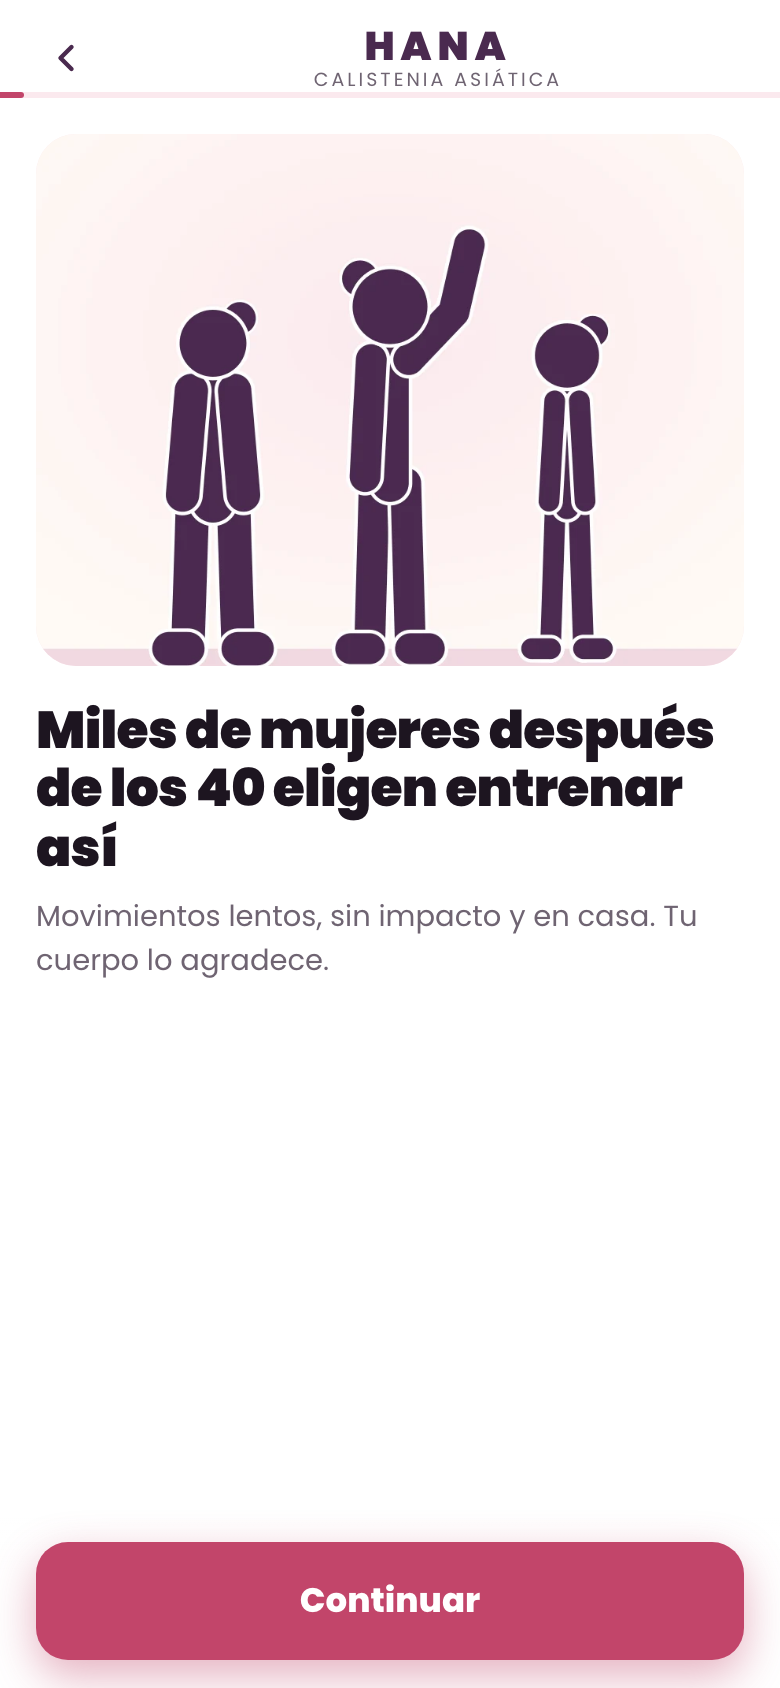 HANA
CALISTENIA ASIÁTICA
Miles de mujeres después
de los 40 eligen entrenar
así
Movimientos lentos, sin impacto y en casa. Tu
cuerpo lo agradece.
Continuar